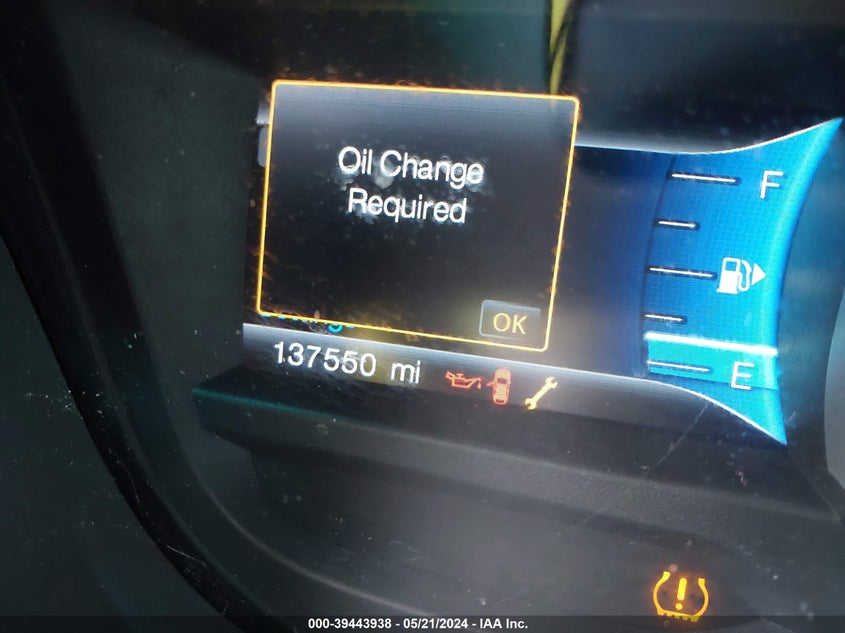 Oil Change
Required
OK
137550 mi
F
E
000-39443938 - 05/21/2024 - IAA Inc.